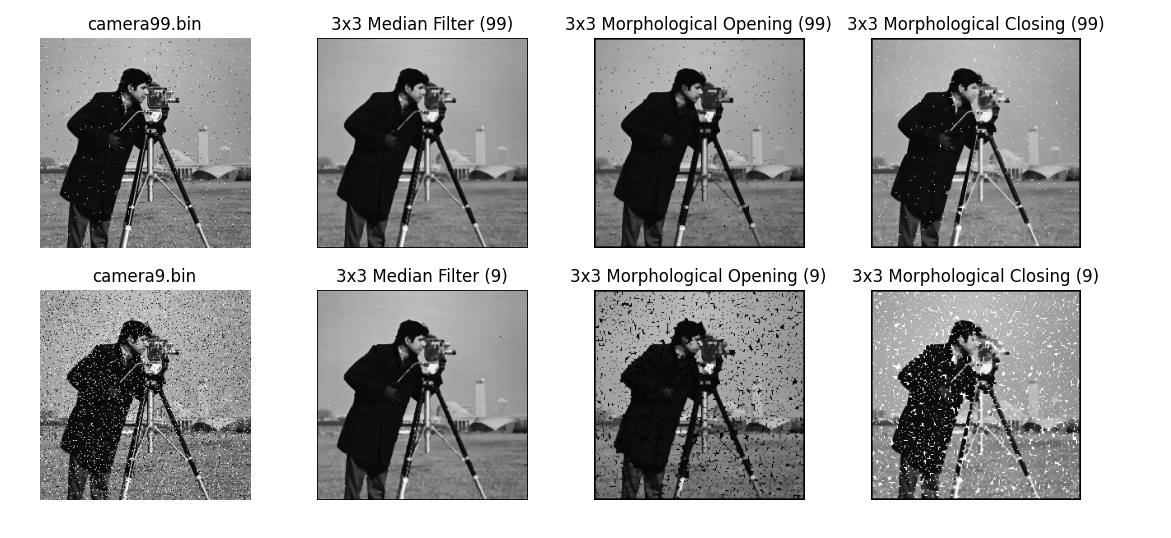 camera99.bin
3x3 Median Filter (99)
3x3 Morphological Opening (99)
3x3 Morphological Closing (99)
camera9.bin
3x3 Median Filter (9)
3x3 Morphological Opening (9)
3x3 Morphological Closing (9)